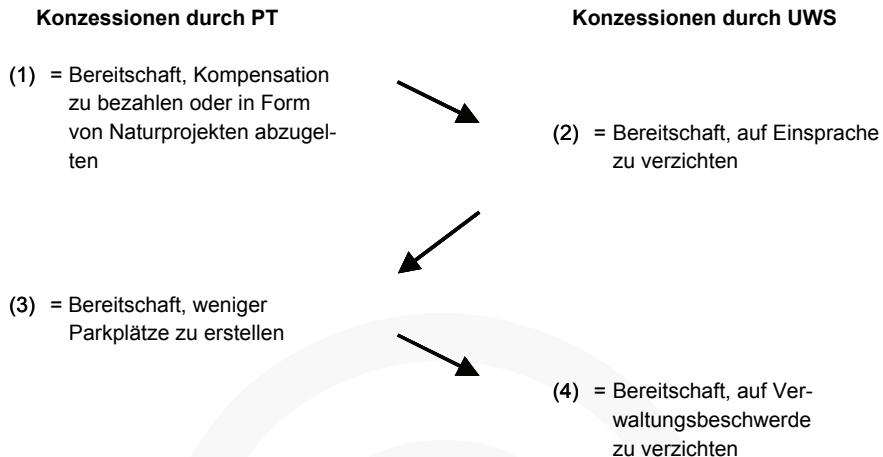 Konzessionen durch PT
Konzessionen durch UWS
(1) = Bereitschaft, Kompensation
zu bezahlen oder in Form
von Naturprojekten abzugel-
ten
(2) = Bereitschaft, auf Einsprache
zu verzichten
(3) = Bereitschaft, weniger
Parkplätze zu erstellen
(4) = Bereitschaft, auf Ver-
waltungsbeschwerde
zu verzichten